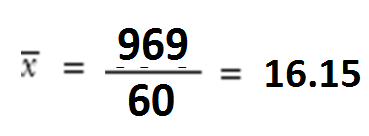 x̅ = 969/60 = 16.15